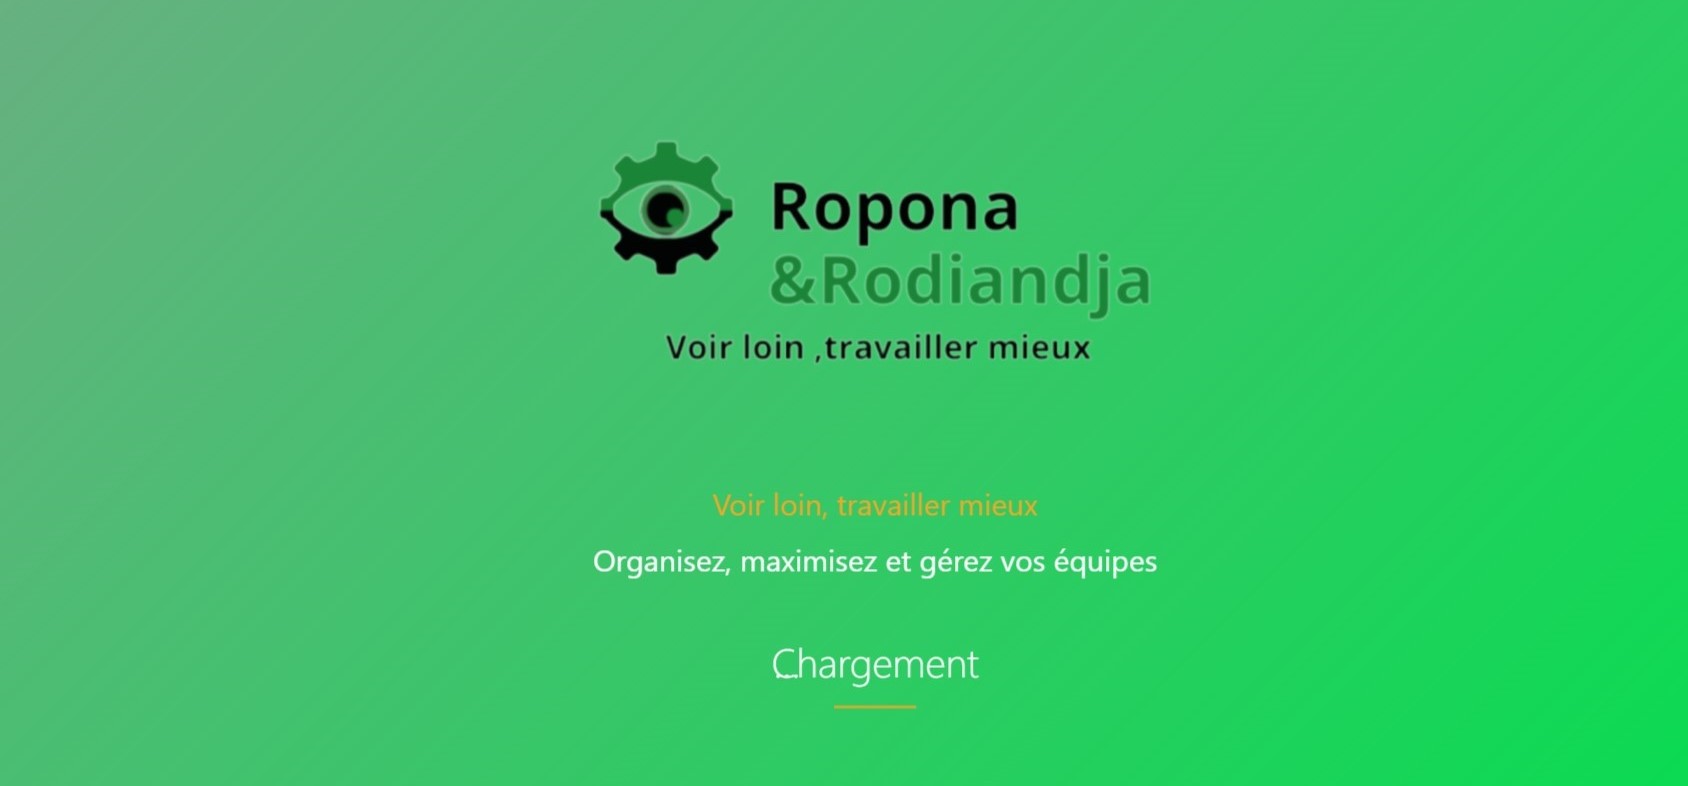 Ropona
&Rodiandja
Voir loin ,travailler mieux
Voir loin, travailler mieux
Organisez, maximisez et gérez vos équipes
Chargement
...